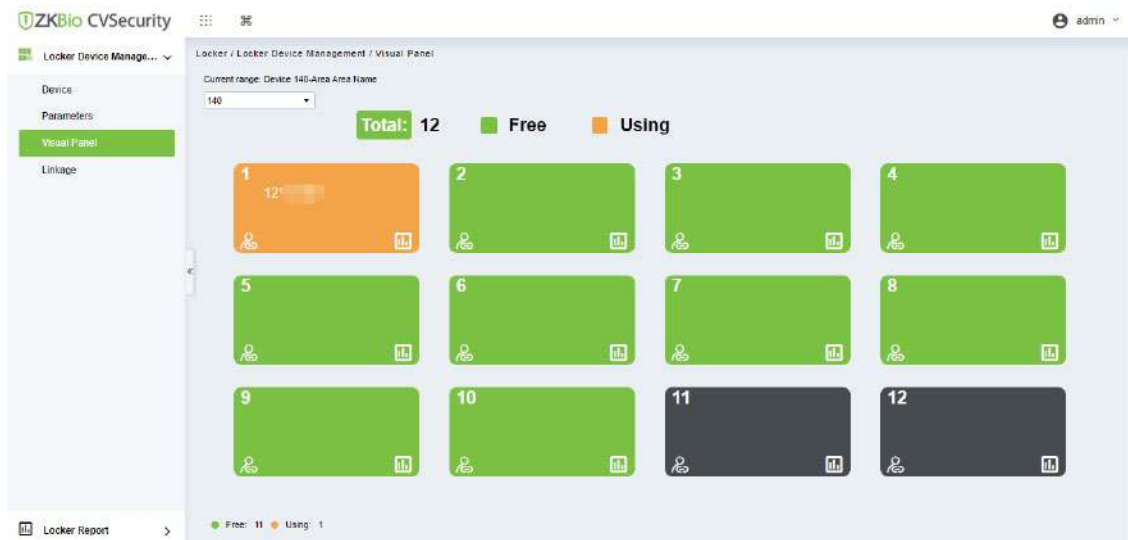 ZKBio CVSecurity
admin
Locker Device Manage...
Locker / Locker Device Management / Visual Panel
Current range: Device 140-Area Area Name
140
Device
Parameters
Visual Panel
Linkage
Total: 12 Free Using
1 2 3 4
12
5 6 7 8
9 10 11 12
Locker Report
Free: 11 Using: 1